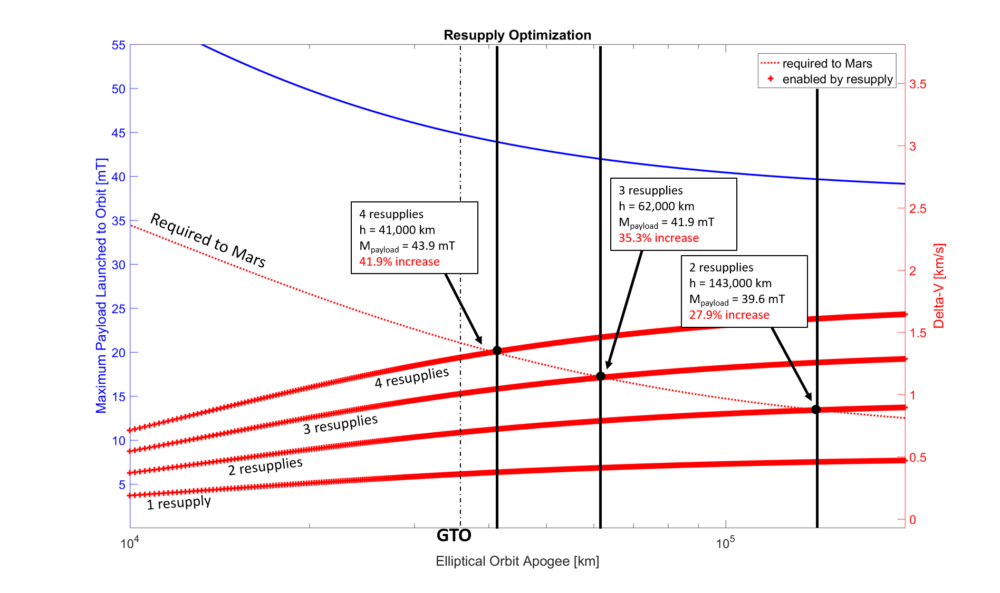 Resupply Optimization
required to Mars
enabled by resupply
55
50
45
40
35
30
25
20
15
10
5
Maximum Payload Launched to Orbit [mT]
3.5
3
2.5
2
1.5
1
0.5
0
Delta-V [km/s]
Required to Mars
4 resupplies
h = 41,000 km
Mpayload = 43.9 mT
41.9% increase
3 resupplies
h = 62,000 km
Mpayload = 41.9 mT
35.3% increase
2 resupplies
h = 143,000 km
Mpayload = 39.6 mT
27.9% increase
4 resupplies
3 resupplies
2 resupplies
1 resupply
GTO
10⁴
10⁵
Elliptical Orbit Apogee [km]